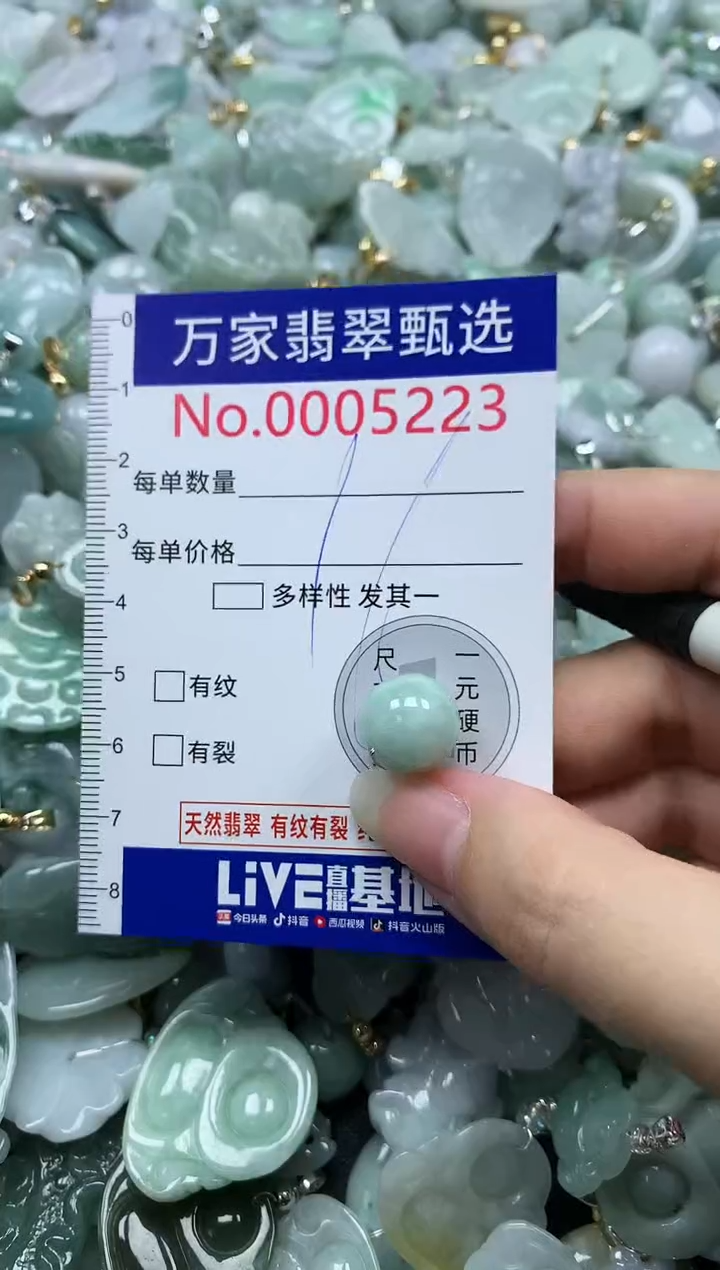 万家翡翠甄选
No.0005223
每单数量
每单价格
多样性 发其一
尺
一元硬币
有纹
有裂
天然翡翠 有纹有裂
LiVE直播基地
今日头条 抖音 西瓜视频 抖音火山版
0
1
2
3
4
5
6
7
8